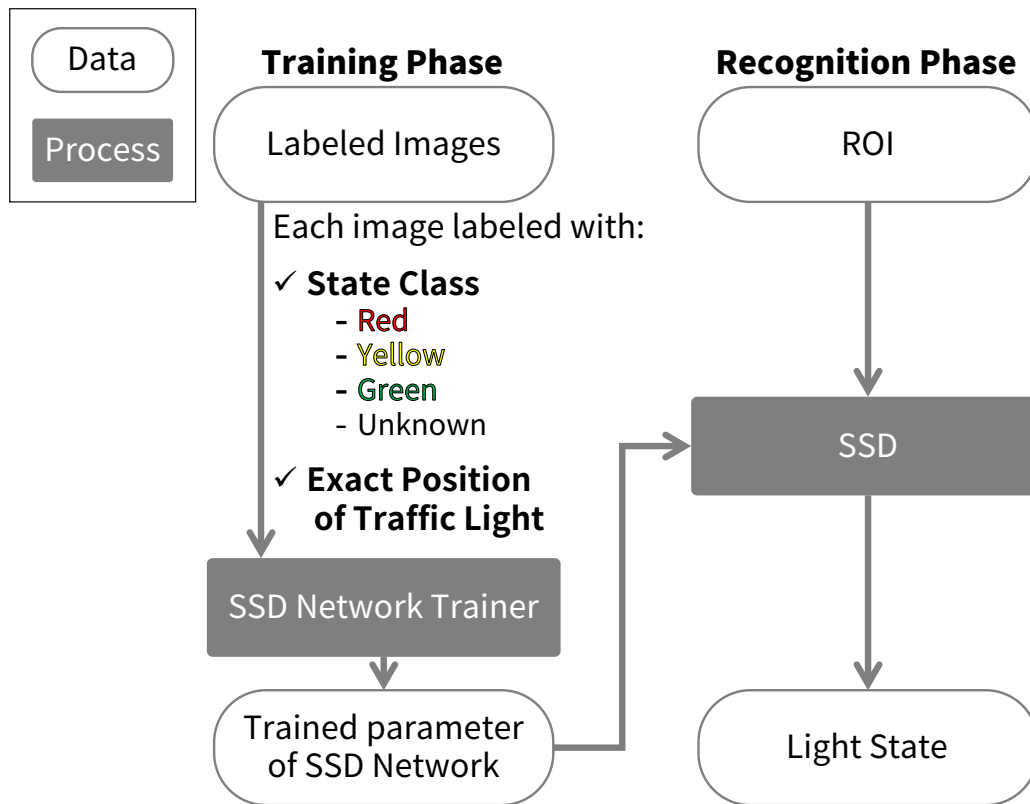 Data
Process
Training Phase
Labeled Images
Each image labeled with:
✓ State Class
- Red
- Yellow
- Green
- Unknown
✓ Exact Position
of Traffic Light
SSD Network Trainer
Trained parameter
of SSD Network
Recognition Phase
ROI
SSD
Light State